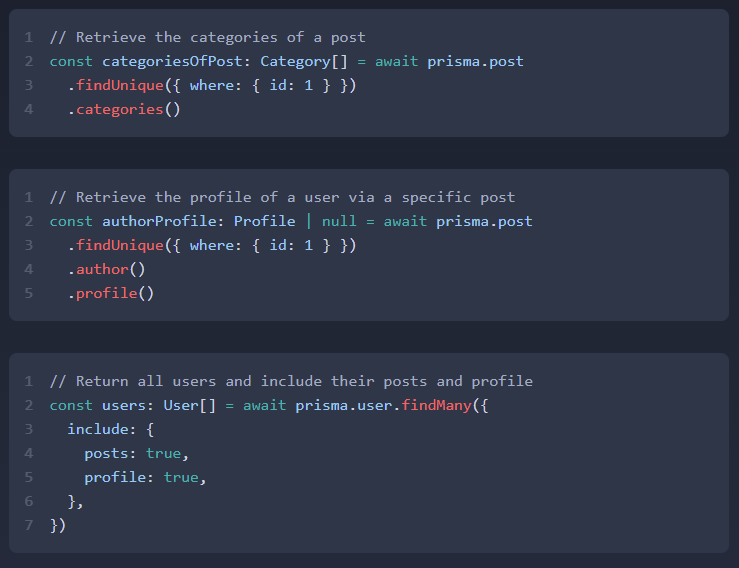 1 // Retrieve the categories of a post
2 const categoriesOfPost: Category[] = await prisma.post
3   .findUnique({ where: { id: 1 } })
4   .categories()
1 // Retrieve the profile of a user via a specific post
2 const authorProfile: Profile | null = await prisma.post
3   .findUnique({ where: { id: 1 } })
4   .author()
5   .profile()
1 // Return all users and include their posts and profile
2 const users: User[] = await prisma.user.findMany({
3   include: {
4     posts: true,
5     profile: true,
6   },
7 })